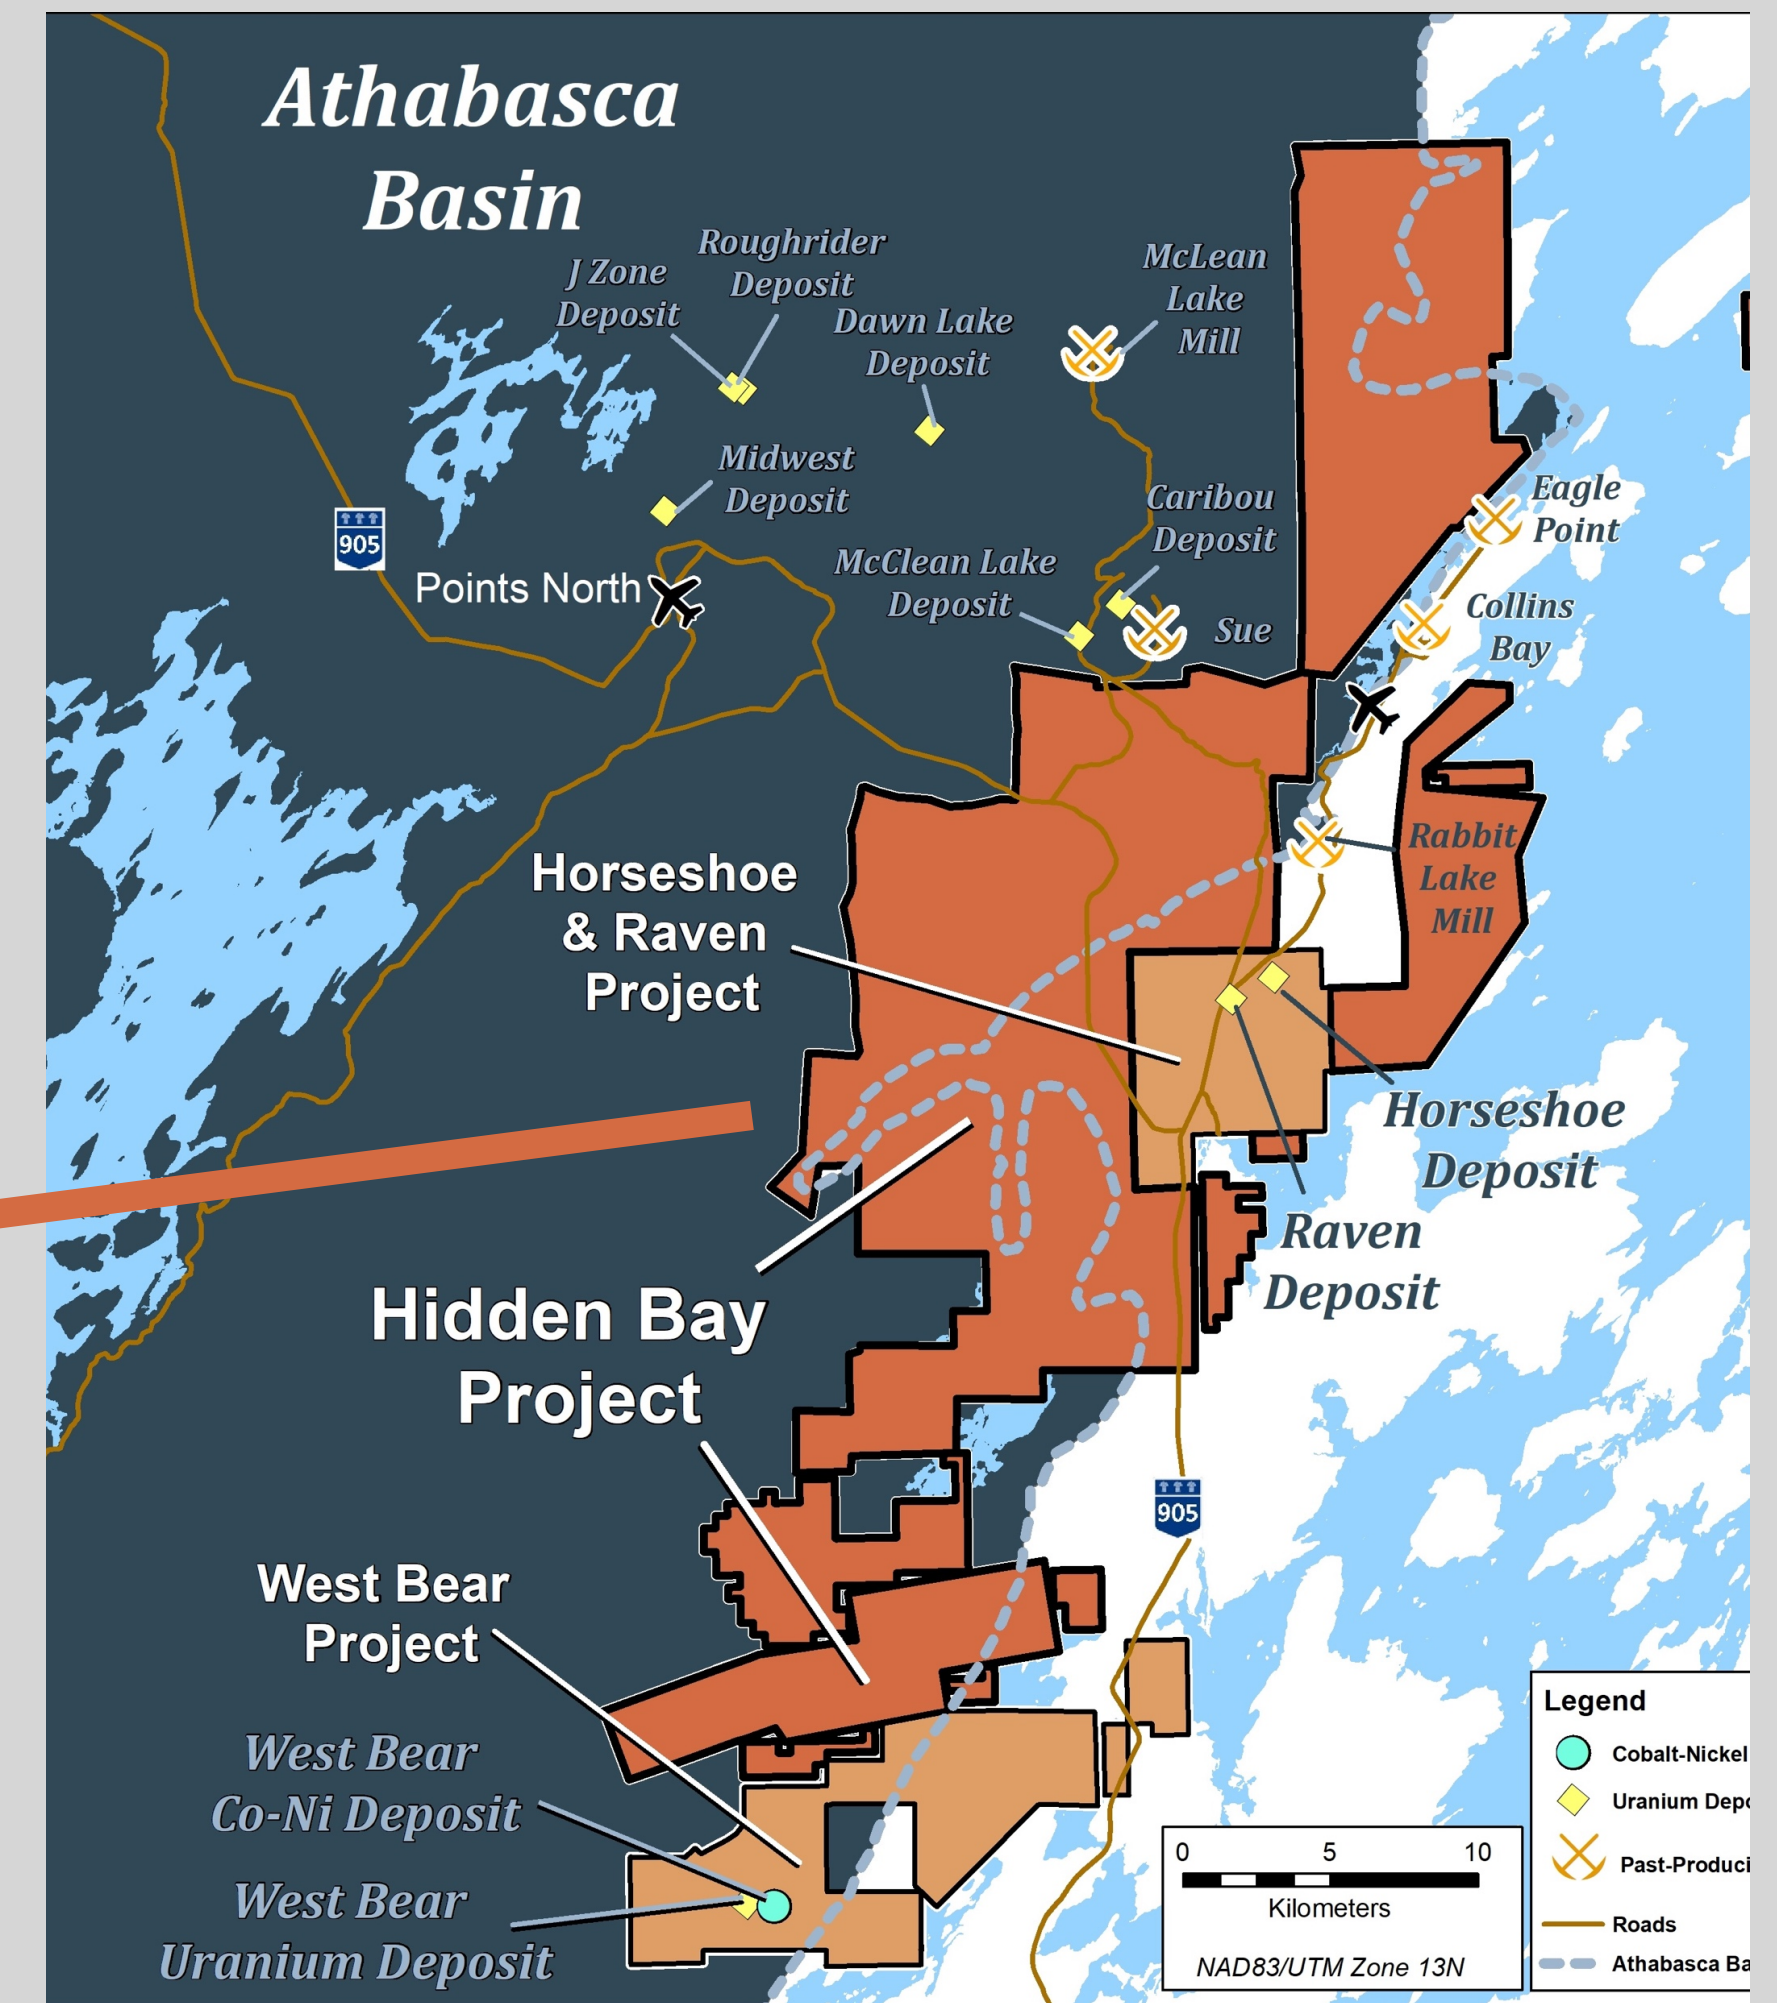 Athabasca
Basin
Roughrider
Deposit
J Zone
Deposit
Dawn Lake
Deposit
McLean
Lake
Mill
Midwest
Deposit
Caribou
Deposit
Eagle
Point
905
Points North
McClean Lake
Deposit
Sue
Collins
Bay
Rabbit
Lake
Mill
Horseshoe
& Raven
Project
Horseshoe
Deposit
Raven
Deposit
Hidden Bay
Project
905
West Bear
Project
West Bear
Co-Ni Deposit
West Bear
Uranium Deposit
0 5 10
Kilometers
NAD83/UTM Zone 13N
Legend
Cobalt-Nickel
Uranium Depo
Past-Produci
Roads
Athabasca Ba